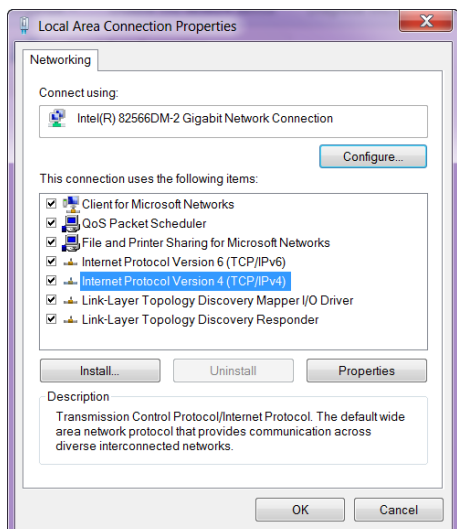 Local Area Connection Properties
Networking
Connect using:
Intel(R) 82566DM-2 Gigabit Network Connection
Configure...
This connection uses the following items:
Client for Microsoft Networks
QoS Packet Scheduler
File and Printer Sharing for Microsoft Networks
Internet Protocol Version 6 (TCP/IPv6)
Internet Protocol Version 4 (TCP/IPv4)
Link-Layer Topology Discovery Mapper I/O Driver
Link-Layer Topology Discovery Responder
Install... Uninstall Properties
Description
Transmission Control Protocol/Internet Protocol. The default wide
area network protocol that provides communication across
diverse interconnected networks.
OK Cancel